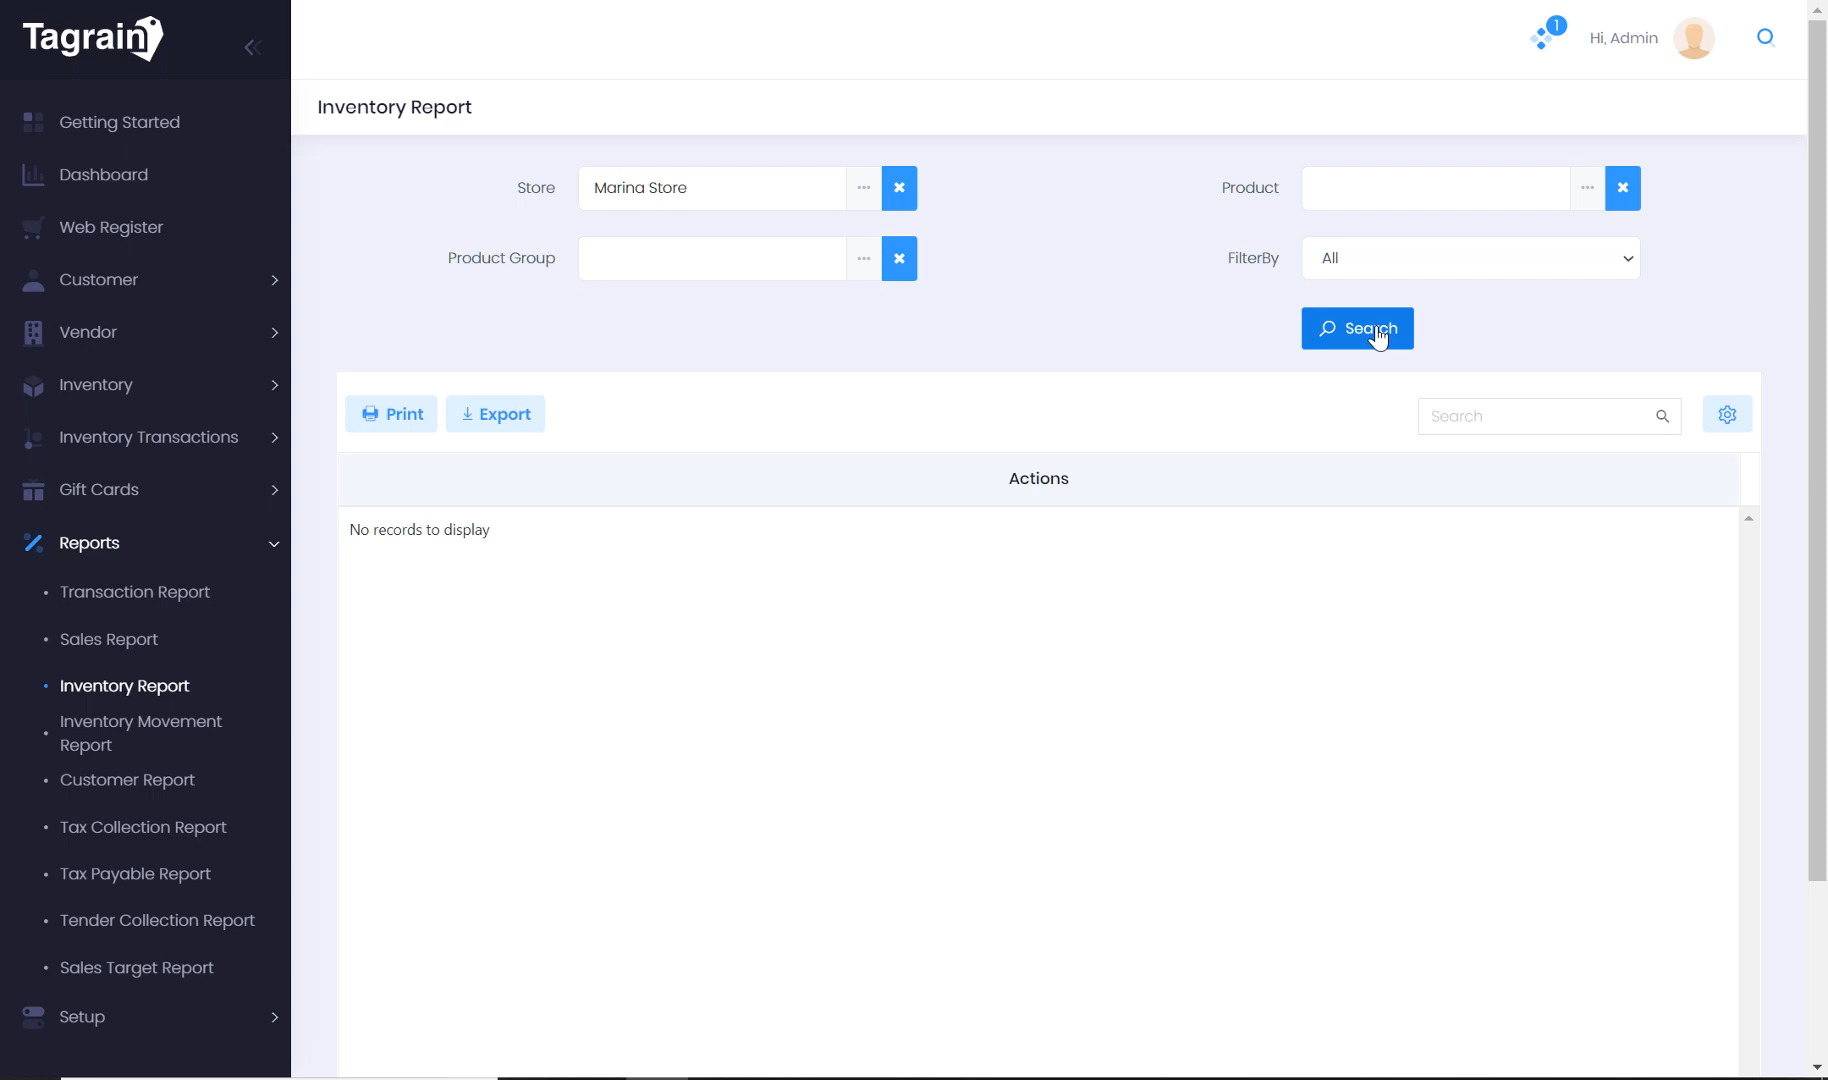 Tagrain
1
Hi, Admin
Getting Started
Dashboard
Web Register
Customer
Vendor
Inventory
Inventory Transactions
Gift Cards
Reports
Transaction Report
Sales Report
Inventory Report
Inventory Movement
Report
Customer Report
Tax Collection Report
Tax Payable Report
Tender Collection Report
Sales Target Report
Setup
Inventory Report
Store
Marina Store
Product
Product Group
FilterBy
All
Search
Print
Export
Search
Actions
No records to display